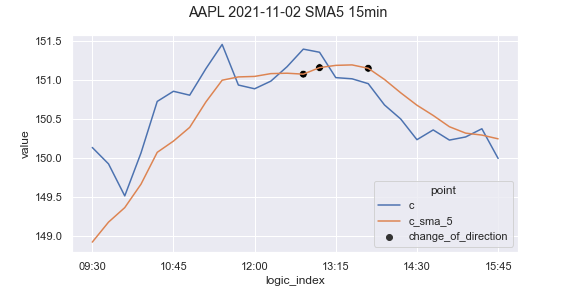 AAPL 2021-11-02 SMA5 15min
151.5
151.0
150.5
150.0
149.5
149.0
value
09:30 10:45 12:00 13:15 14:30 15:45
logic_index
point
c
c_sma_5
change_of_direction